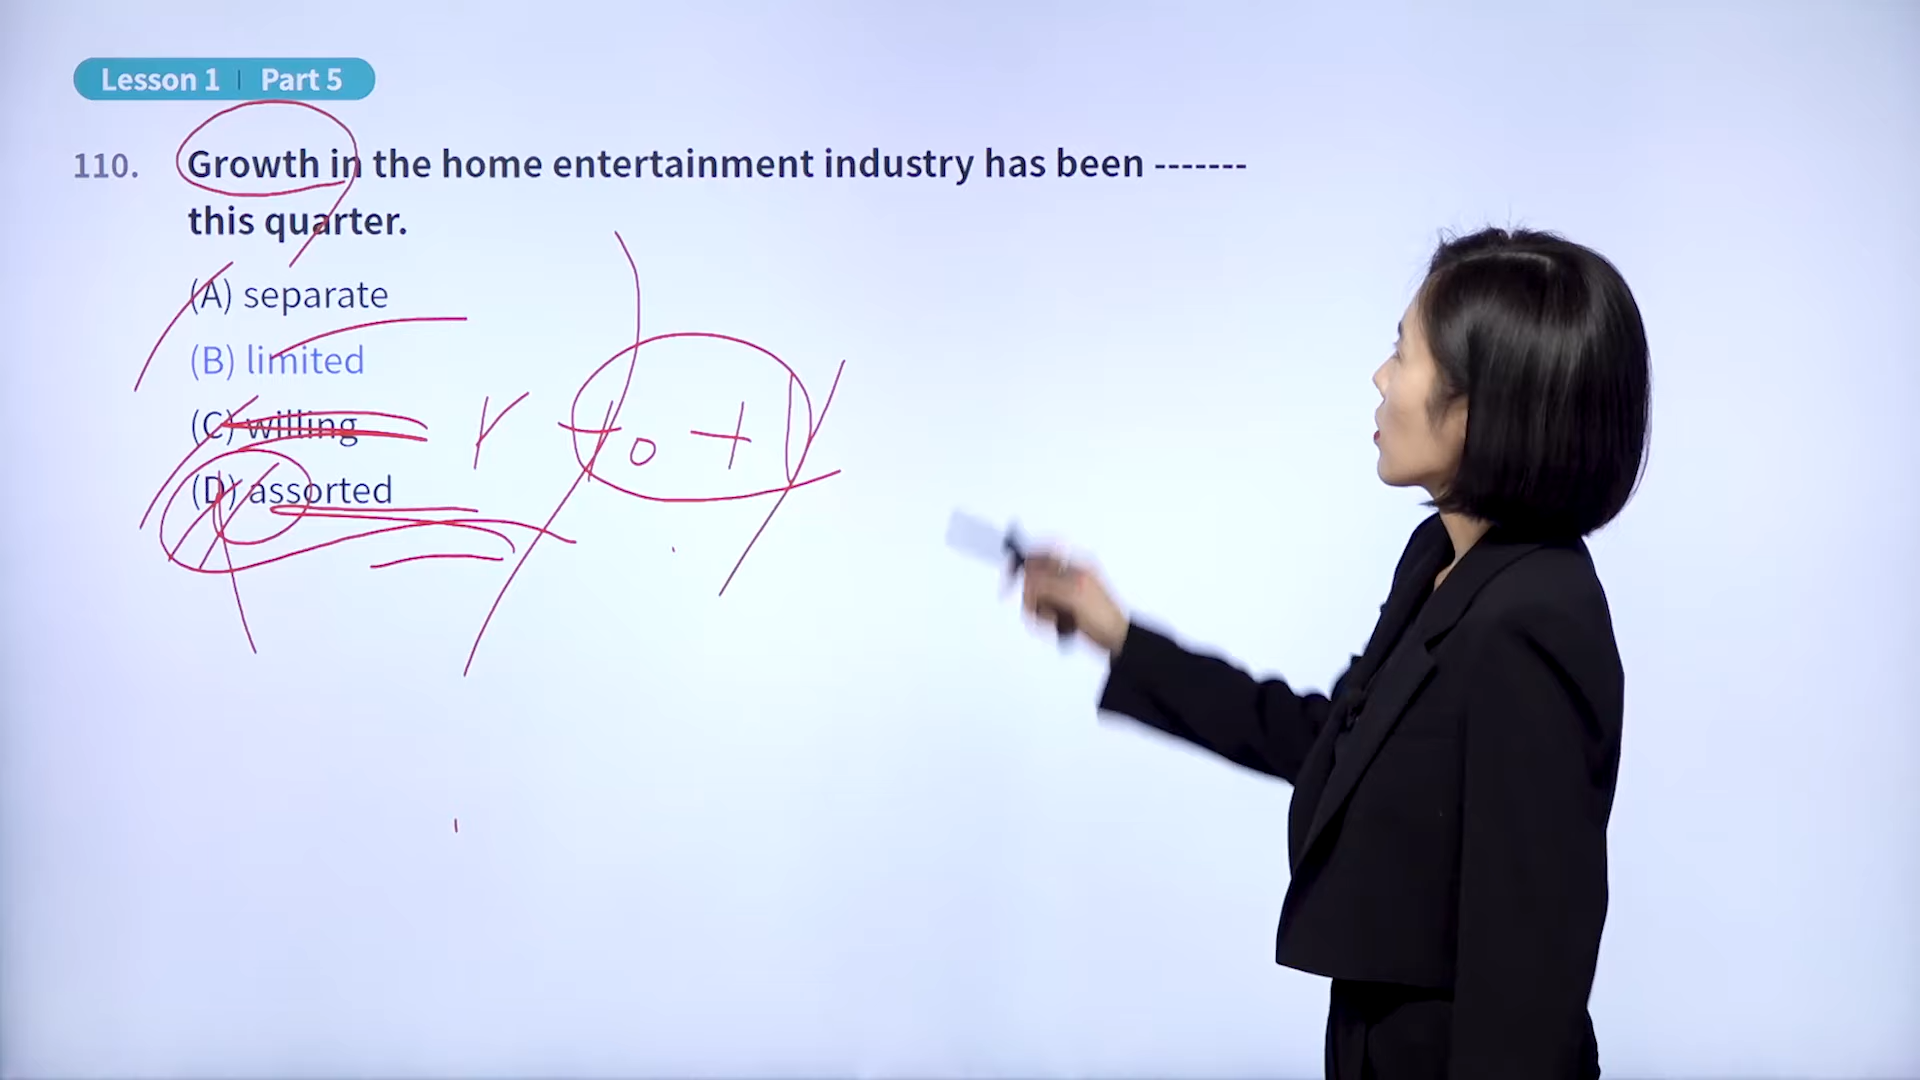 Lesson 1 | Part 5
110. Growth in the home entertainment industry has been -------
this quarter.
(A) separate
(B) limited
(C) willing
(D) assorted
to +